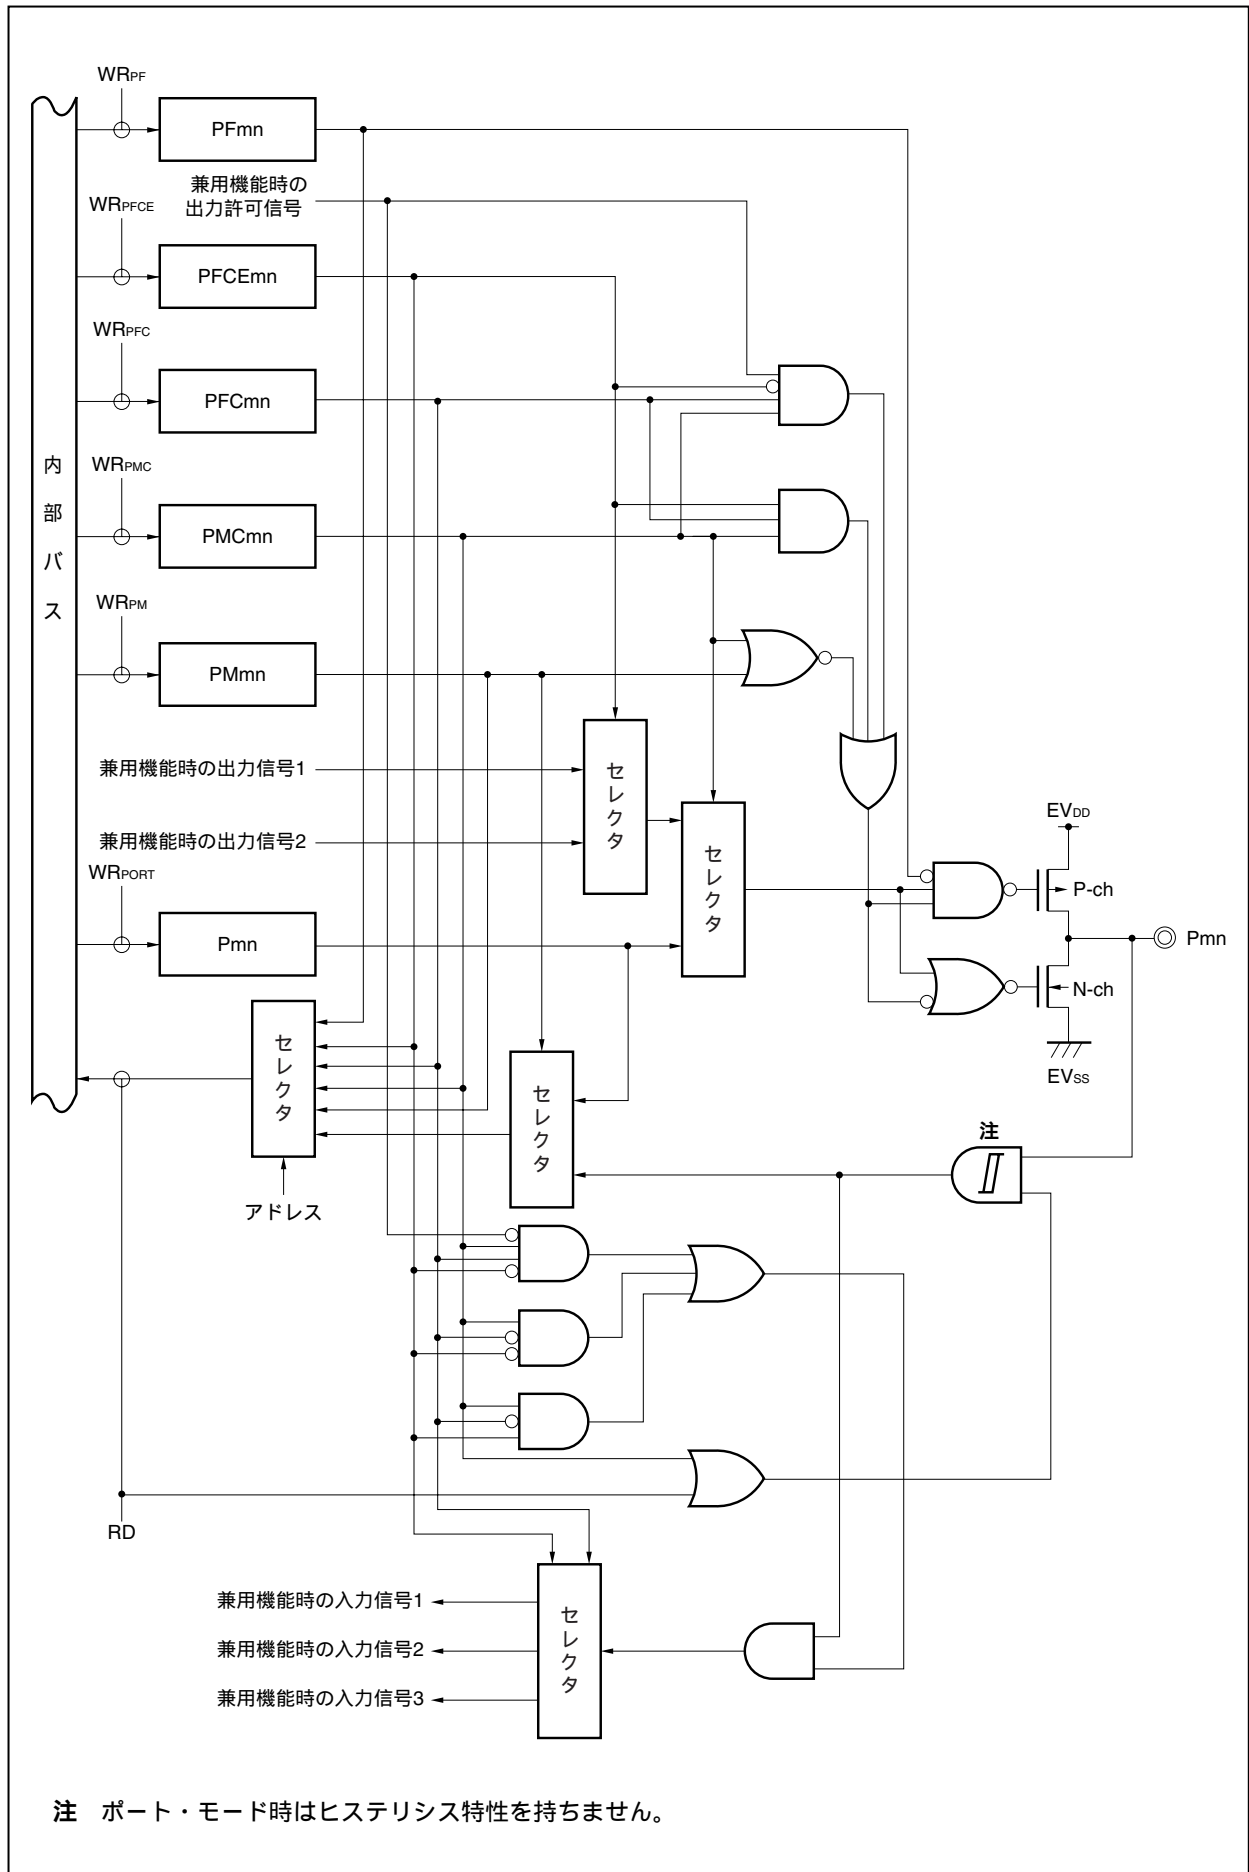 WRPF
PFmn
兼用機能時の
出力許可信号
WRPFCE
PFCEmn
WRPFC
PFCmn
内部バス
WRPMC
PMCmn
WRPM
PMmn
兼用機能時の出力信号1
セレクタ
兼用機能時の出力信号2
セレクタ
EVDD
P-ch
WRPORT
Pmn
Pmn
N-ch
EVSS
セレクタ
セレクタ
注
アドレス
RD
兼用機能時の入力信号1
兼用機能時の入力信号2
兼用機能時の入力信号3
セレクタ
注 ポート・モード時はヒステリシス特性を持ちません。